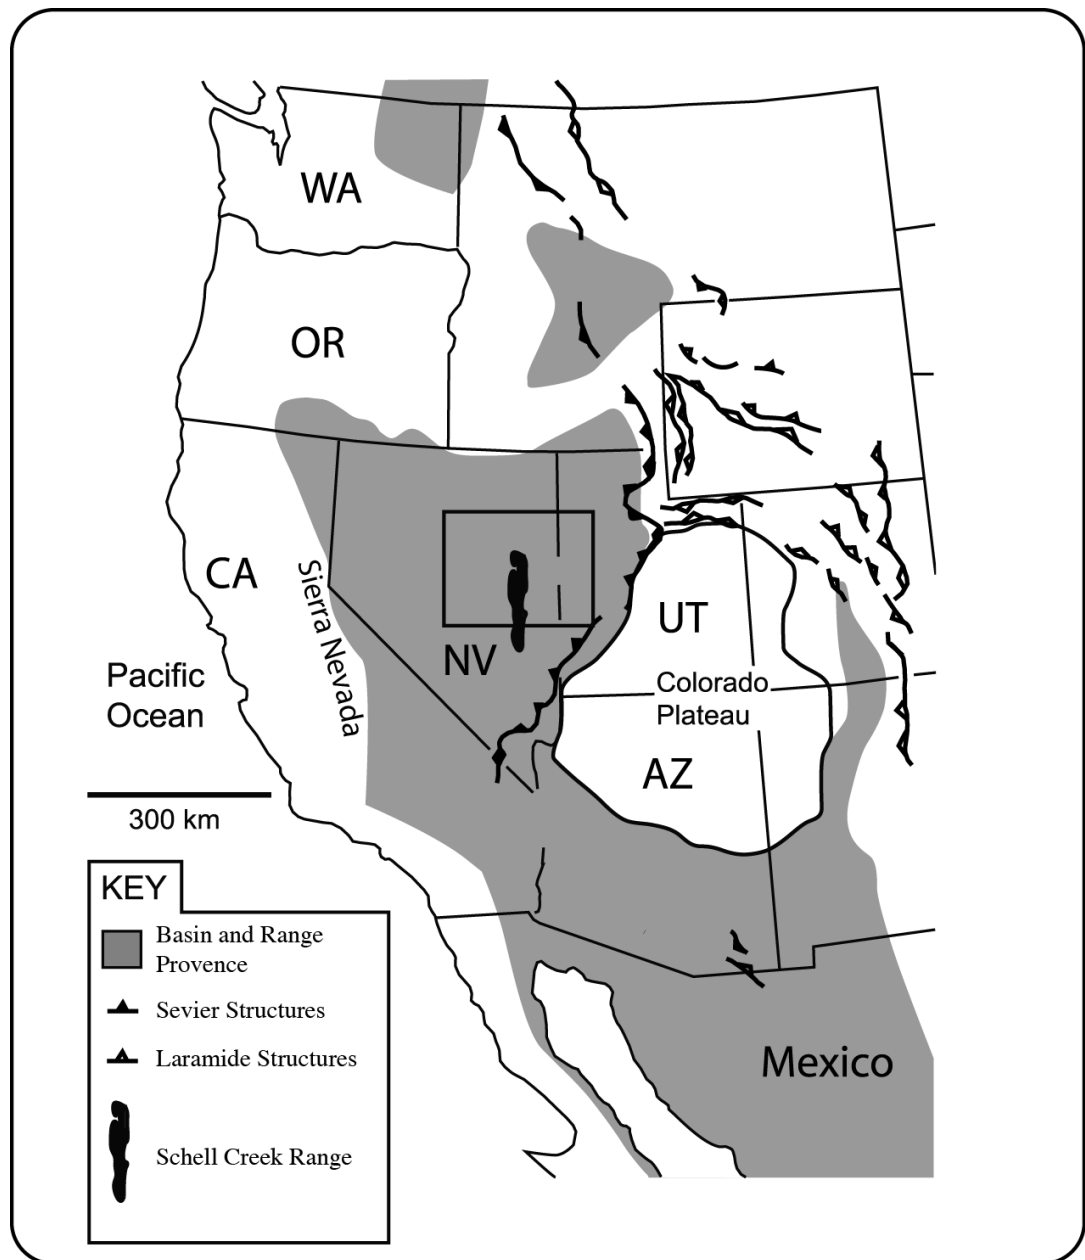 WA
OR
CA
Sierra Nevada
NV
UT
Pacific
Ocean
Colorado
Plateau
AZ
300 km
KEY
Basin and Range
Provence
Sevier Structures
Laramide Structures
Schell Creek Range
Mexico